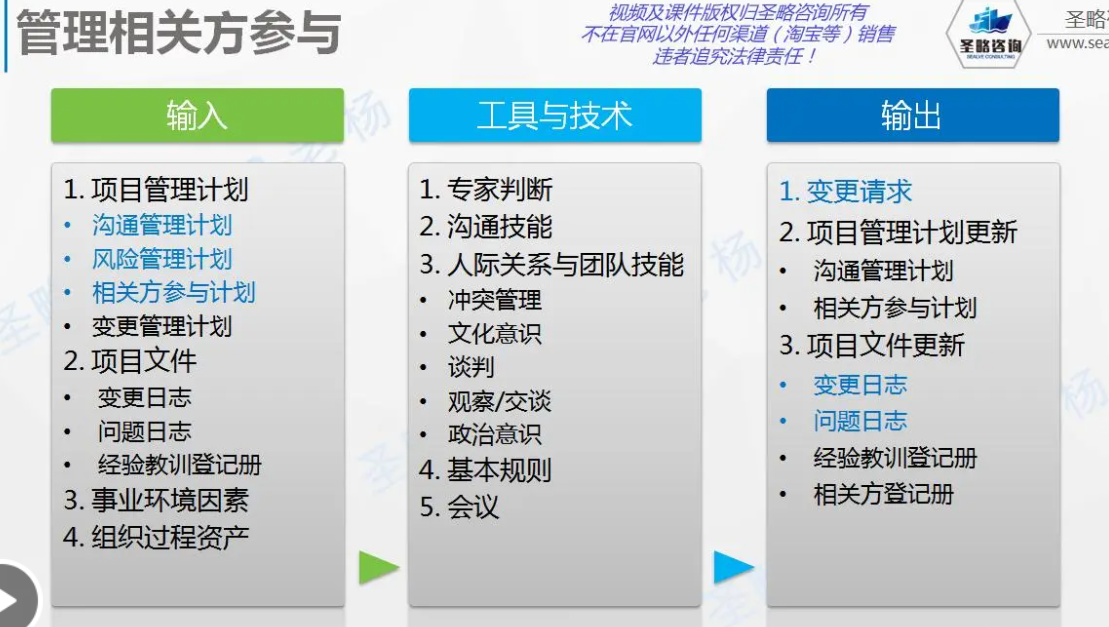 管理相关方参与
视频及课件版权归圣略咨询所有
不在官网以外任何渠道（淘宝等）销售
违者追究法律责任！
圣略咨询
SEALVE CONSULTING
圣略
www.sea
输入
1. 项目管理计划
• 沟通管理计划
• 风险管理计划
• 相关方参与计划
• 变更管理计划
2. 项目文件
• 变更日志
• 问题日志
• 经验教训登记册
3. 事业环境因素
4. 组织过程资产
工具与技术
1. 专家判断
2. 沟通技能
3. 人际关系与团队技能
• 冲突管理
• 文化意识
• 谈判
• 观察/交谈
• 政治意识
4. 基本规则
5. 会议
输出
1. 变更请求
2. 项目管理计划更新
• 沟通管理计划
• 相关方参与计划
3. 项目文件更新
• 变更日志
• 问题日志
• 经验教训登记册
• 相关方登记册